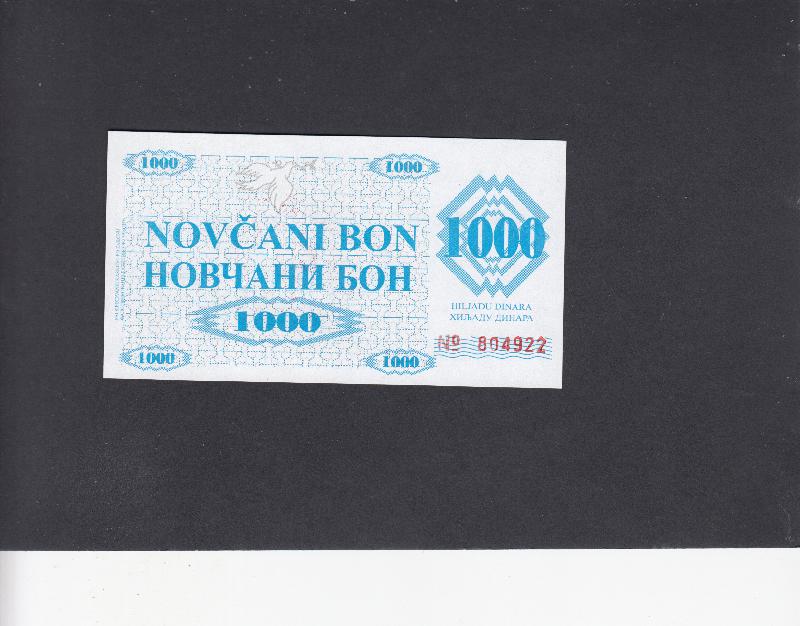 1000
1000
NOVČANI BON
НОВЧАНИ БОН
1000
1000
1000
1000
HILJADU DINARA
ХИЉАДУ ДИНАРА
№ 804922